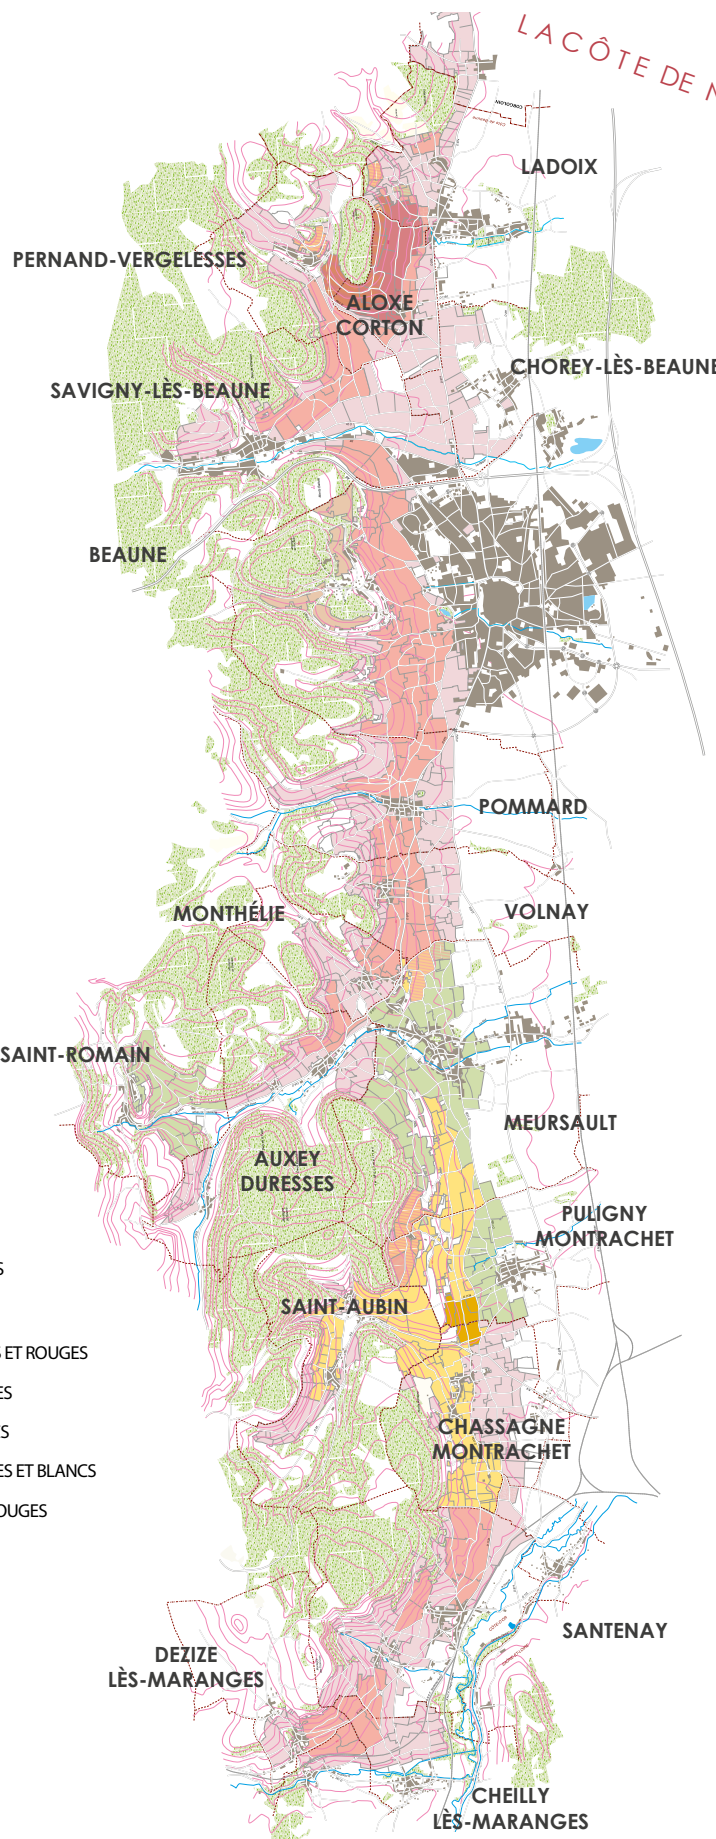 LA CÔTE DE N
LADOIX
PERNAND-VERGELESSES
ALOXE
CORTON
CHOREY-LÈS-BEAUNE
SAVIGNY-LÈS-BEAUNE
BEAUNE
POMMARD
MONTHÉLIE
VOLNAY
SAINT-ROMAIN
MEURSAULT
AUXEY
DURESSES
PULIGNY
MONTRACHET
S
SAINT-AUBIN
S ET ROUGES
ES
S
CHASSAGNE
MONTRACHET
ES ET BLANCS
OUGES
SANTENAY
DEZIZE
LÈS-MARANGES
CHEILLY
LÈS-MARANGES